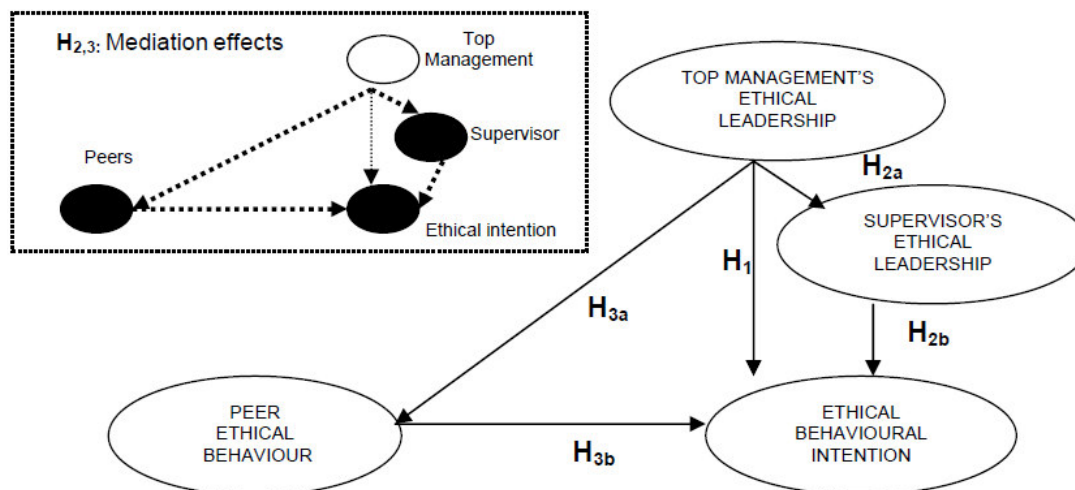 H2,3: Mediation effects
Top
Management
Supervisor
Peers
Ethical intention
TOP MANAGEMENT'S
ETHICAL
LEADERSHIP
H2a
SUPERVISOR'S
ETHICAL
LEADERSHIP
H1
H3a
H2b
PEER
ETHICAL
BEHAVIOUR
H3b
ETHICAL
BEHAVIOURAL
INTENTION